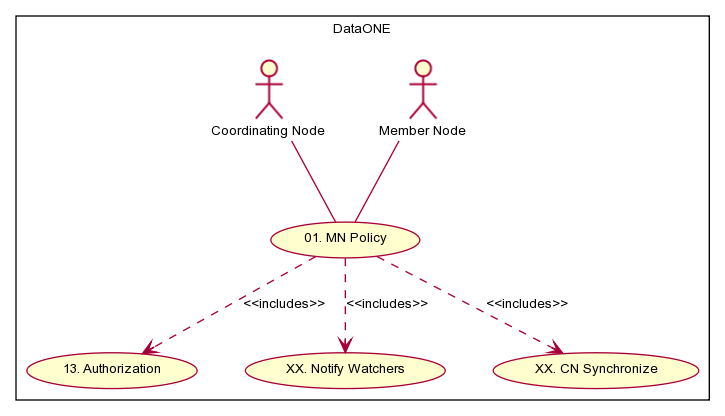 DataONE
Coordinating Node
Member Node
01. MN Policy
<<includes>>
<<includes>>
<<includes>>
13. Authorization
XX. Notify Watchers
XX. CN Synchronize